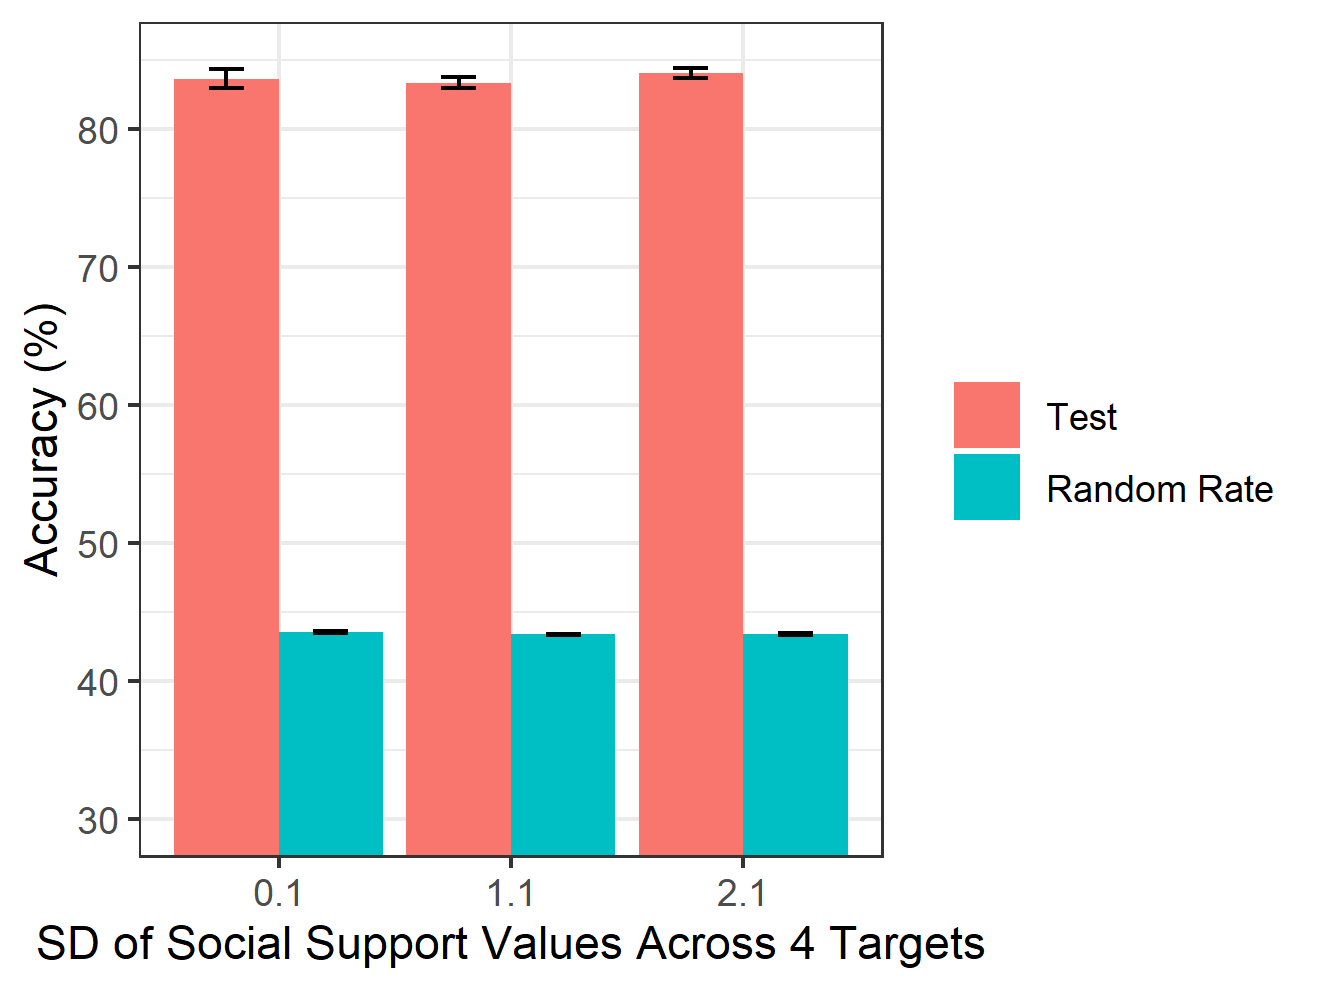 Accuracy (%)
80
70
60
50
40
30
0.1 1.1 2.1
SD of Social Support Values Across 4 Targets
Test
Random Rate